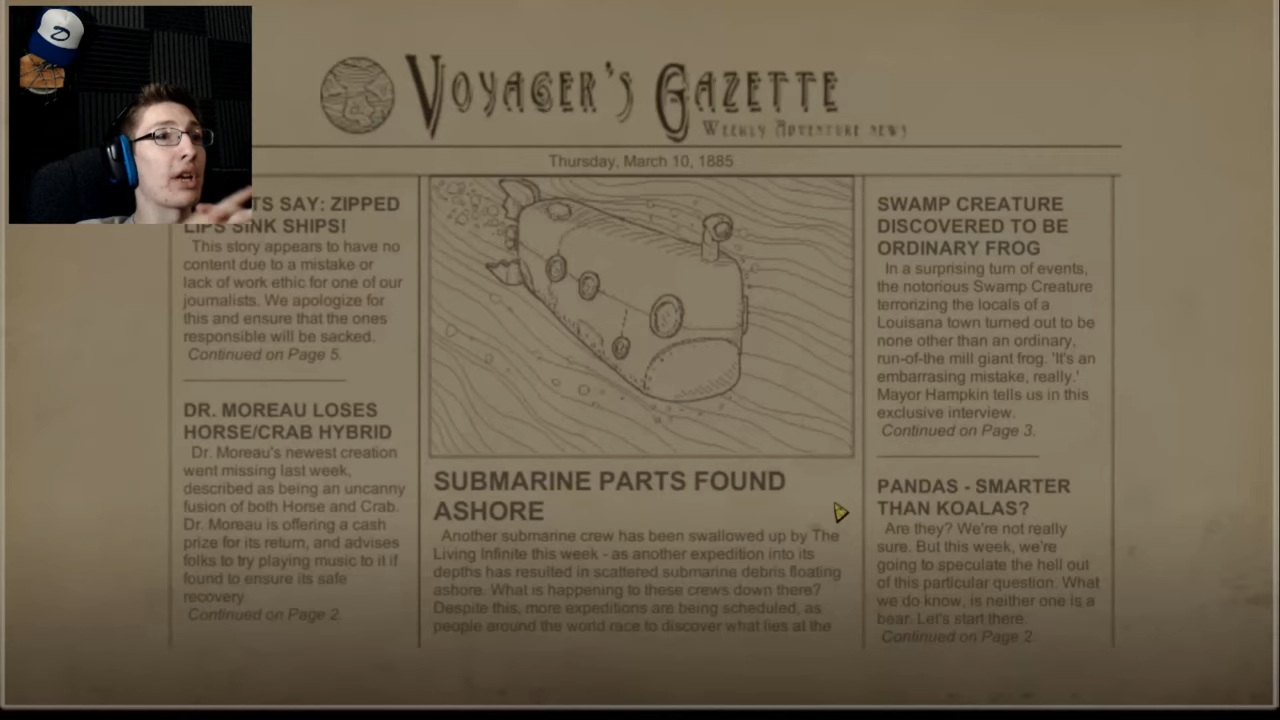 VOYAGER'S GAZETTE
WEEKLY ADVENTURE NEWS
Thursday, March 10, 1885
TS SAY: ZIPPED
LIPS SINK SHIPS!
This story appears to have no
content due to a mistake or
lack of work ethic for one of our
journalists. We apologize for
this and ensure that the ones
responsible will be sacked.
Continued on Page 5.
DR. MOREAU LOSES
HORSE/CRAB HYBRID
Dr. Moreau's newest creation
went missing last week,
described as being an uncanny
fusion of both Horse and Crab.
Dr. Moreau is offering a cash
prize for its return, and advises
folks to try playing music to it if
found to ensure its safe
recovery.
Continued on Page 2.
SUBMARINE PARTS FOUND
ASHORE
Another submarine crew has been swallowed up by The
Living Infinite this week - as another expedition into its
depths has resulted in scattered submarine debris floating
ashore. What is happening to these crews down there?
Despite this, more expeditions are being scheduled, as
people around the world race to discover what lies at the
SWAMP CREATURE
DISCOVERED TO BE
ORDINARY FROG
In a surprising turn of events,
the notorious Swamp Creature
terrorizing the locals of a
Louisana town turned out to be
none other than an ordinary,
run-of-the mill giant frog. 'It's an
embarrasing mistake, really.'
Mayor Hampkin tells us in this
exclusive interview.
Continued on Page 3.
PANDAS - SMARTER
THAN KOALAS?
Are they? We're not really
sure. But this week, we're
going to speculate the hell out
of this particular question. What
we do know, is neither one is a
bear. Let's start there.
Continued on Page 2.